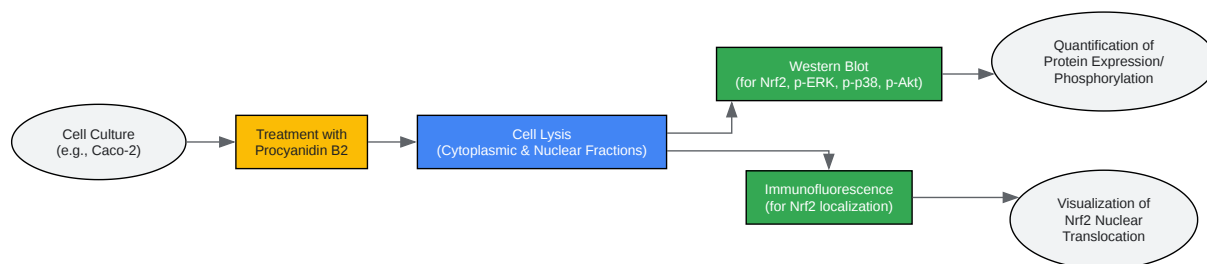 Cell Culture
(e.g., Caco-2)
Treatment with
Procyanidin B2
Cell Lysis
(Cytoplasmic & Nuclear Fractions)
Western Blot
(for Nrf2, p-ERK, p-p38, p-Akt)
Quantification of
Protein Expression/
Phosphorylation
Immunofluorescence
(for Nrf2 localization)
Visualization of
Nrf2 Nuclear
Translocation